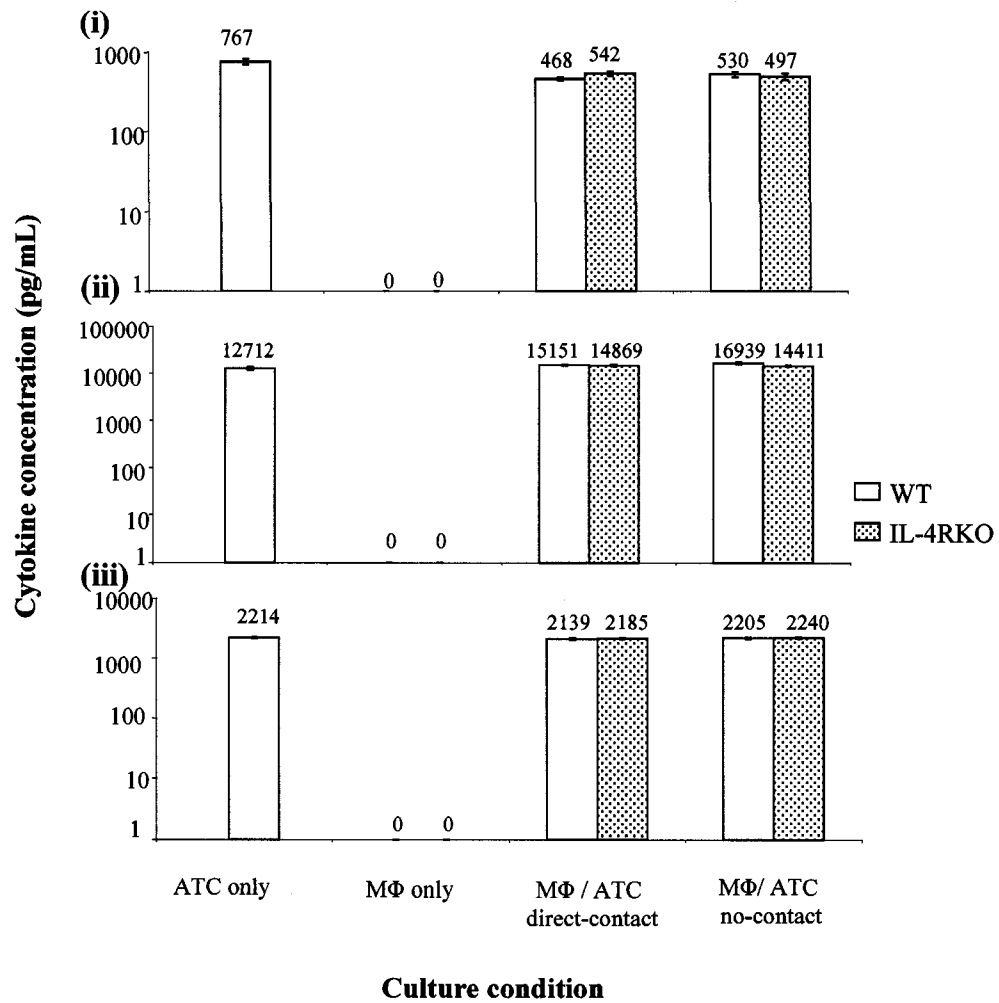 (i)
767
468
542
530
497
1000
100
10
1
0
0
(ii)
100000
10000
1000
100
10
1
12712
0
0
15151
14869
16939
14411
WT
IL-4RKO
(iii)
10000
1000
100
10
1
2214
0
0
2139
2185
2205
2240
Cytokine concentration (pg/mL)
ATC only
MΦ only
MΦ / ATC
direct-contact
MΦ/ ATC
no-contact
Culture condition